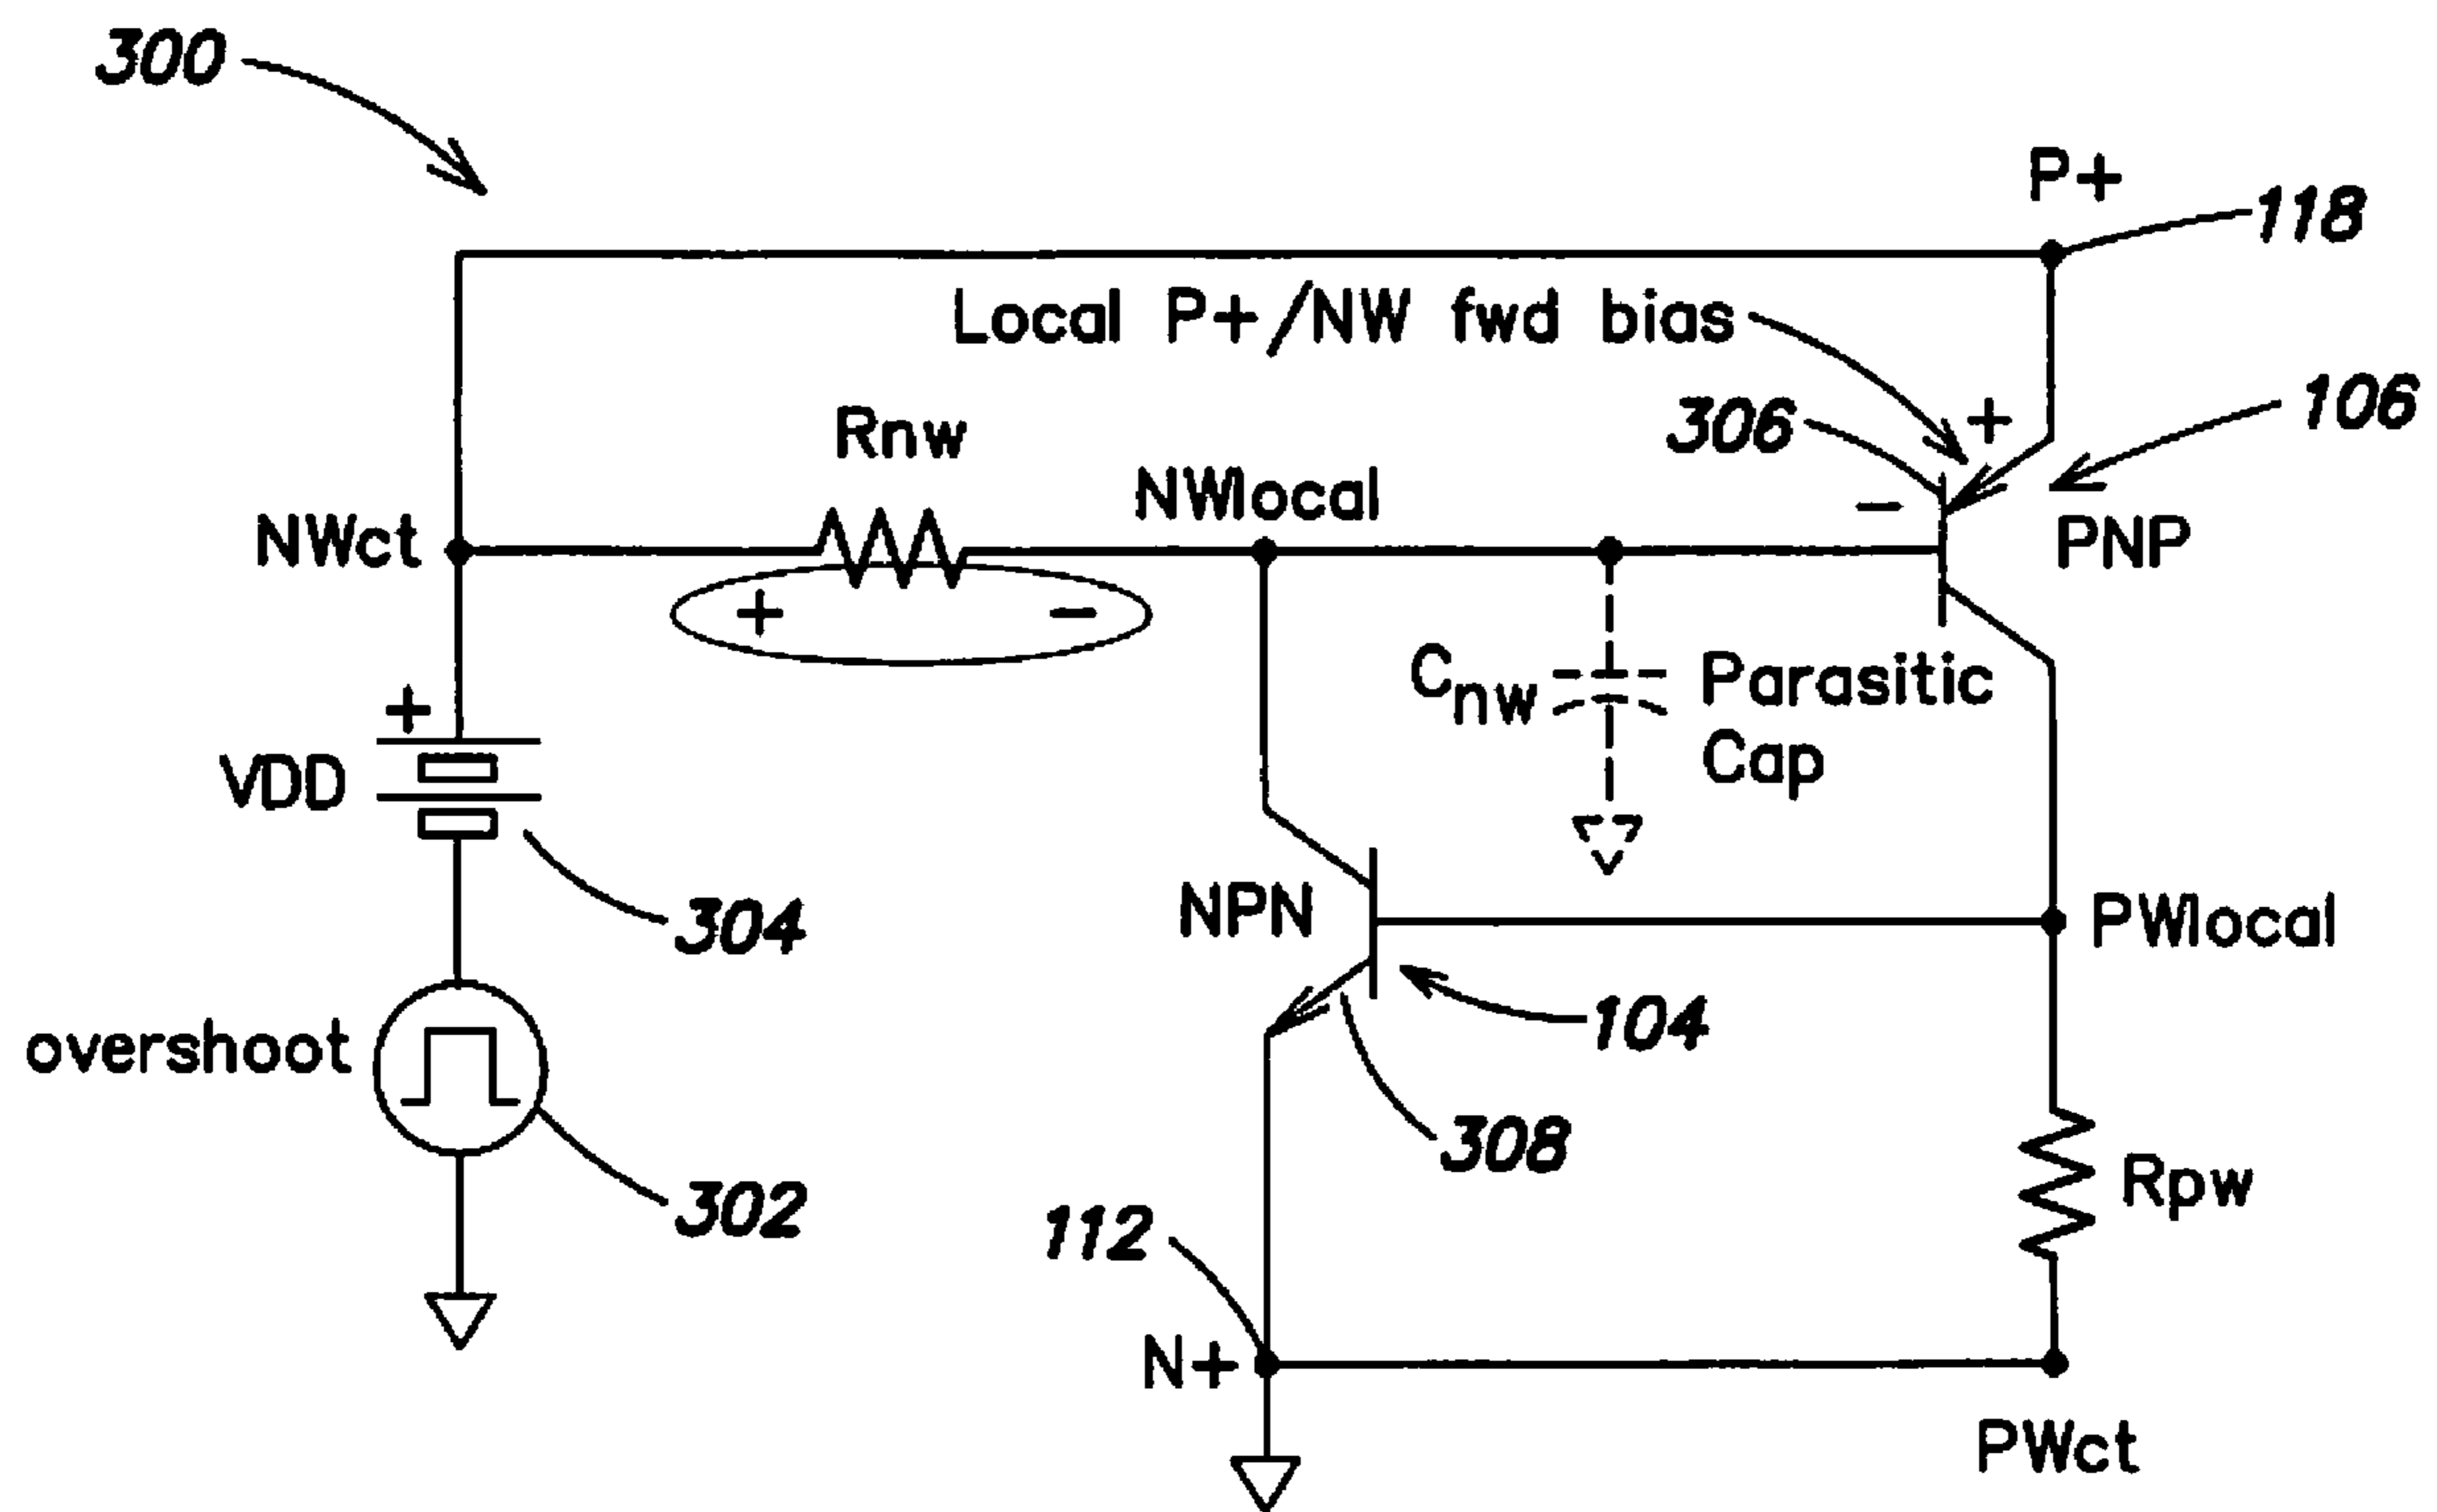 300
P+
118
Local P+/NW fwd bias
Rnw
306
+
106
NWlocal
NWct
-
PNP
+ -
Cnw
Parasitic
Cap
+
VDD
NPN
PWlocal
304
overshoot
104
308
302
112
Rpw
N+
PWct